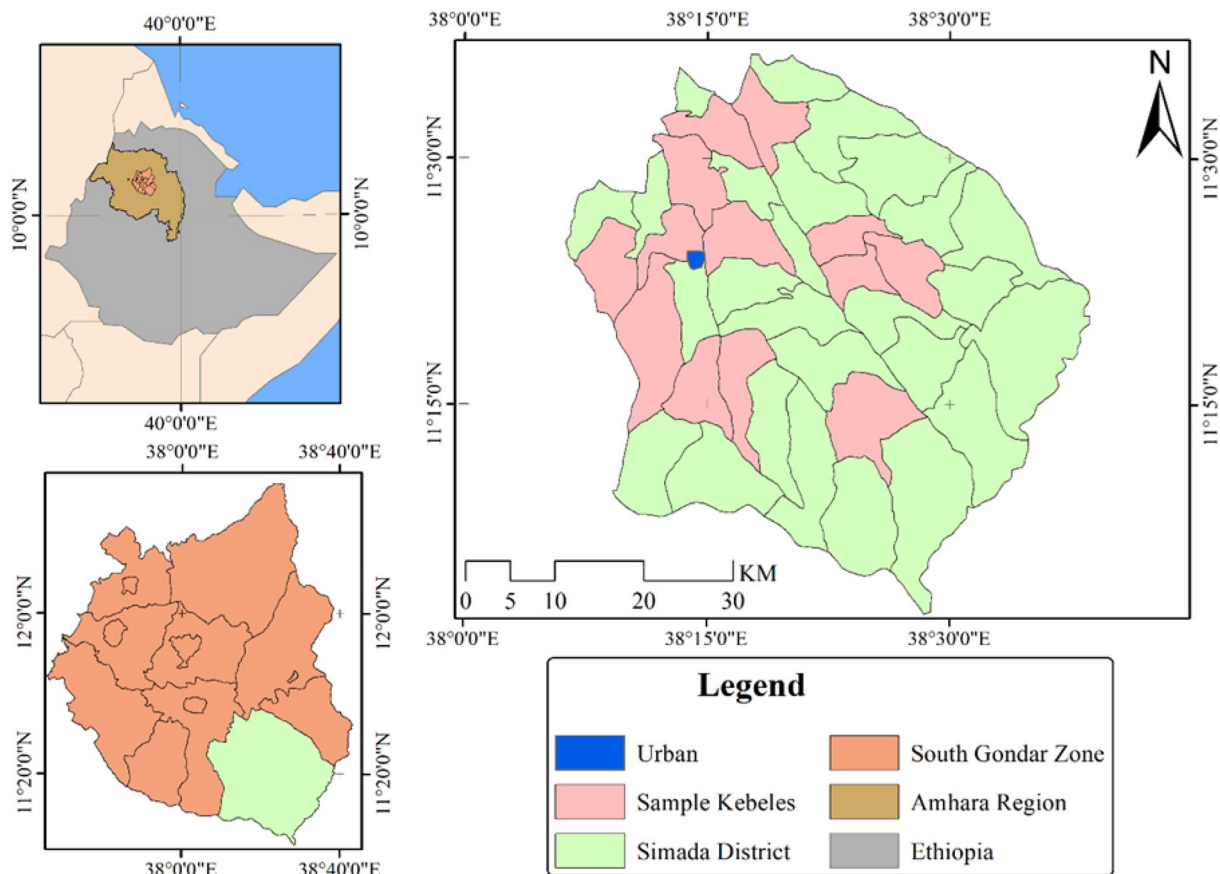 40°0'0"E
10°0'0"N
10°0'0"N
40°0'0"E
38°0'0"E 38°40'0"E
12°0'0"N
12°0'0"N
11°20'0"N
11°20'0"N
38°0'0"E 38°40'0"E
38°0'0"E 38°15'0"E 38°30'0"E
N
11°30'0"N
11°30'0"N
11°15'0"N
11°15'0"N
KM
0 5 10 20 30
38°0'0"E 38°15'0"E 38°30'0"E
Legend
Urban
South Gondar Zone
Sample Kebeles
Amhara Region
Simada District
Ethiopia